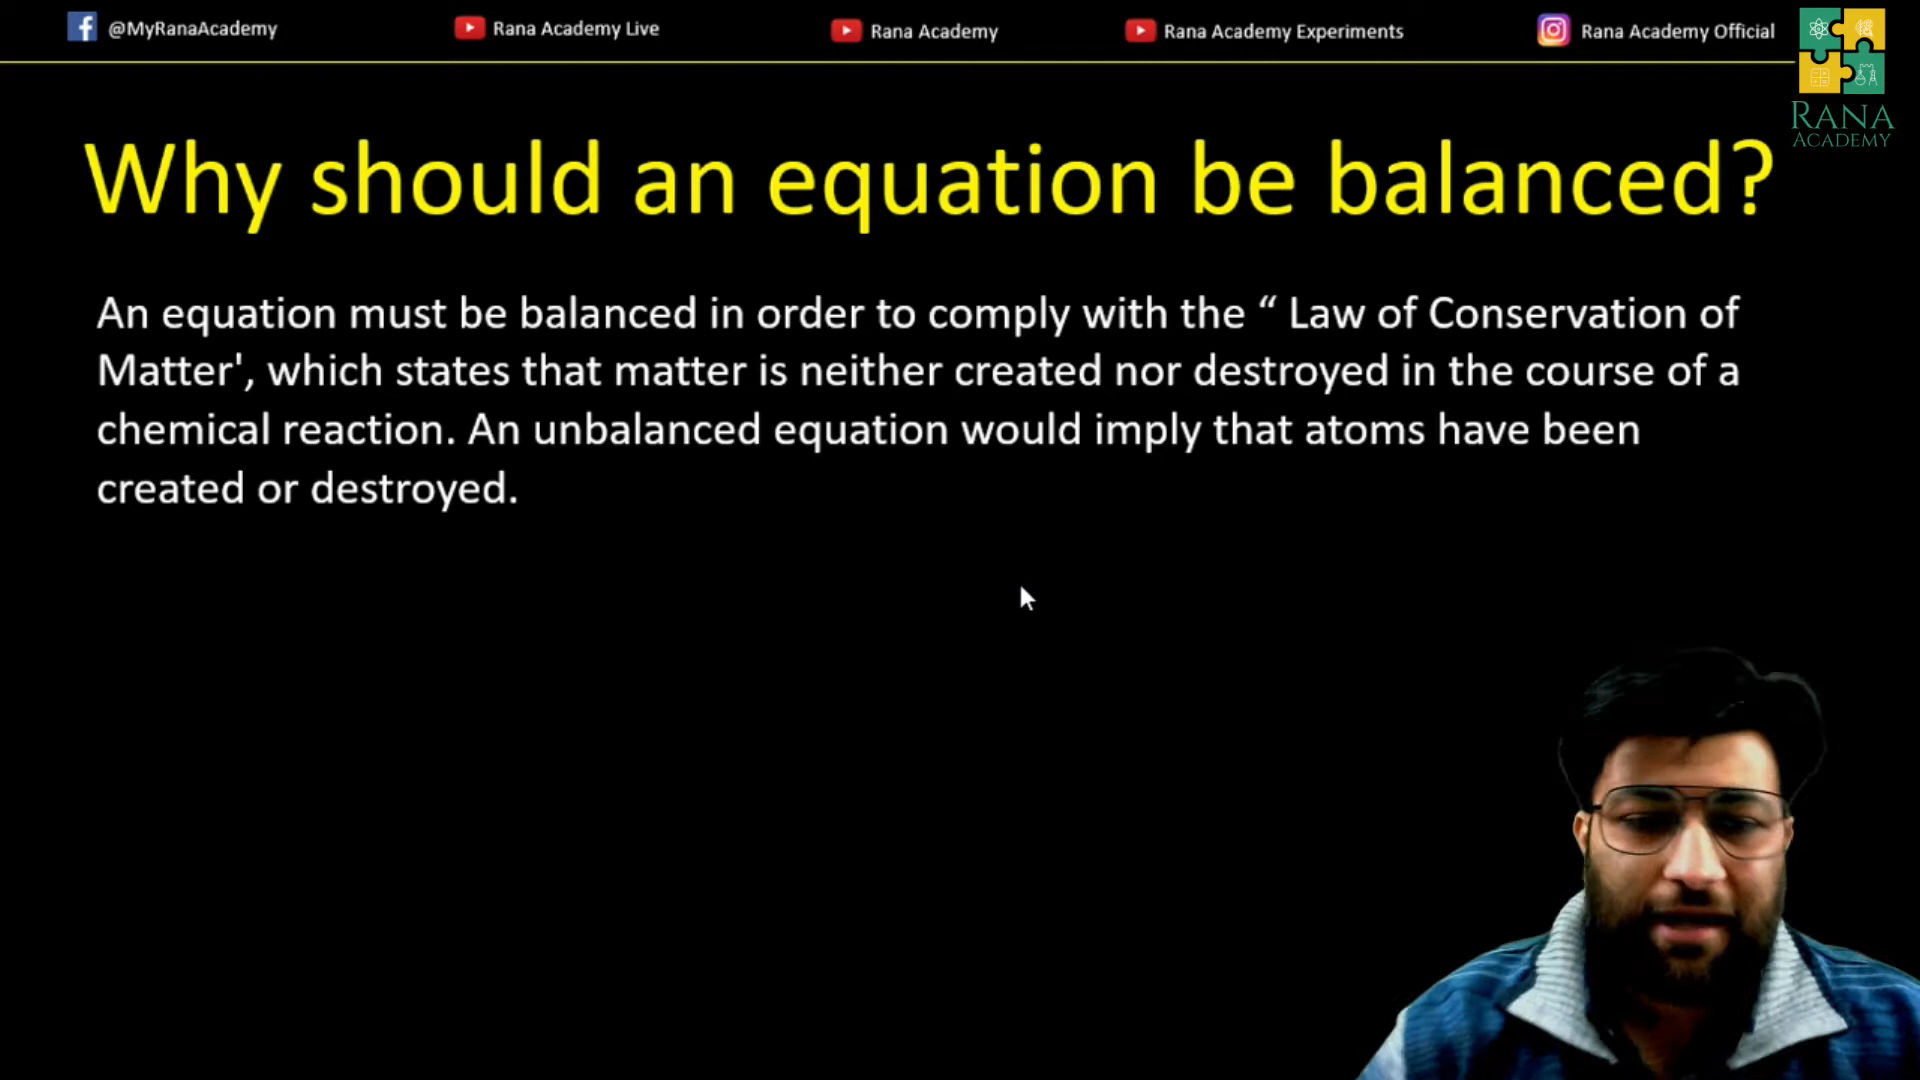 @MyRanaAcademy
Rana Academy Live
Rana Academy
Rana Academy Experiments
Rana Academy Official
RANA
ACADEMY
Why should an equation be balanced?
An equation must be balanced in order to comply with the “ Law of Conservation of
Matter', which states that matter is neither created nor destroyed in the course of a
chemical reaction. An unbalanced equation would imply that atoms have been
created or destroyed.